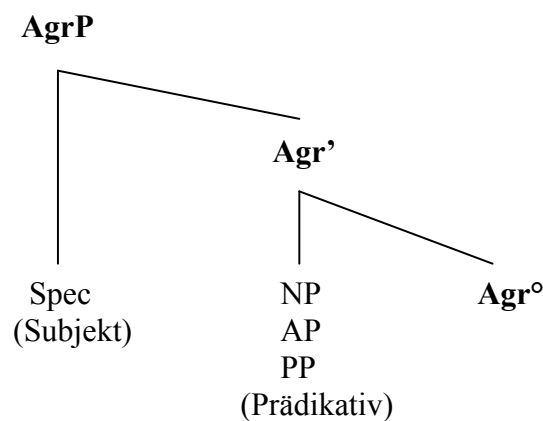 AgrP
Agr’
Spec NP Agr°
(Subjekt) AP
PP
(Prädikativ)